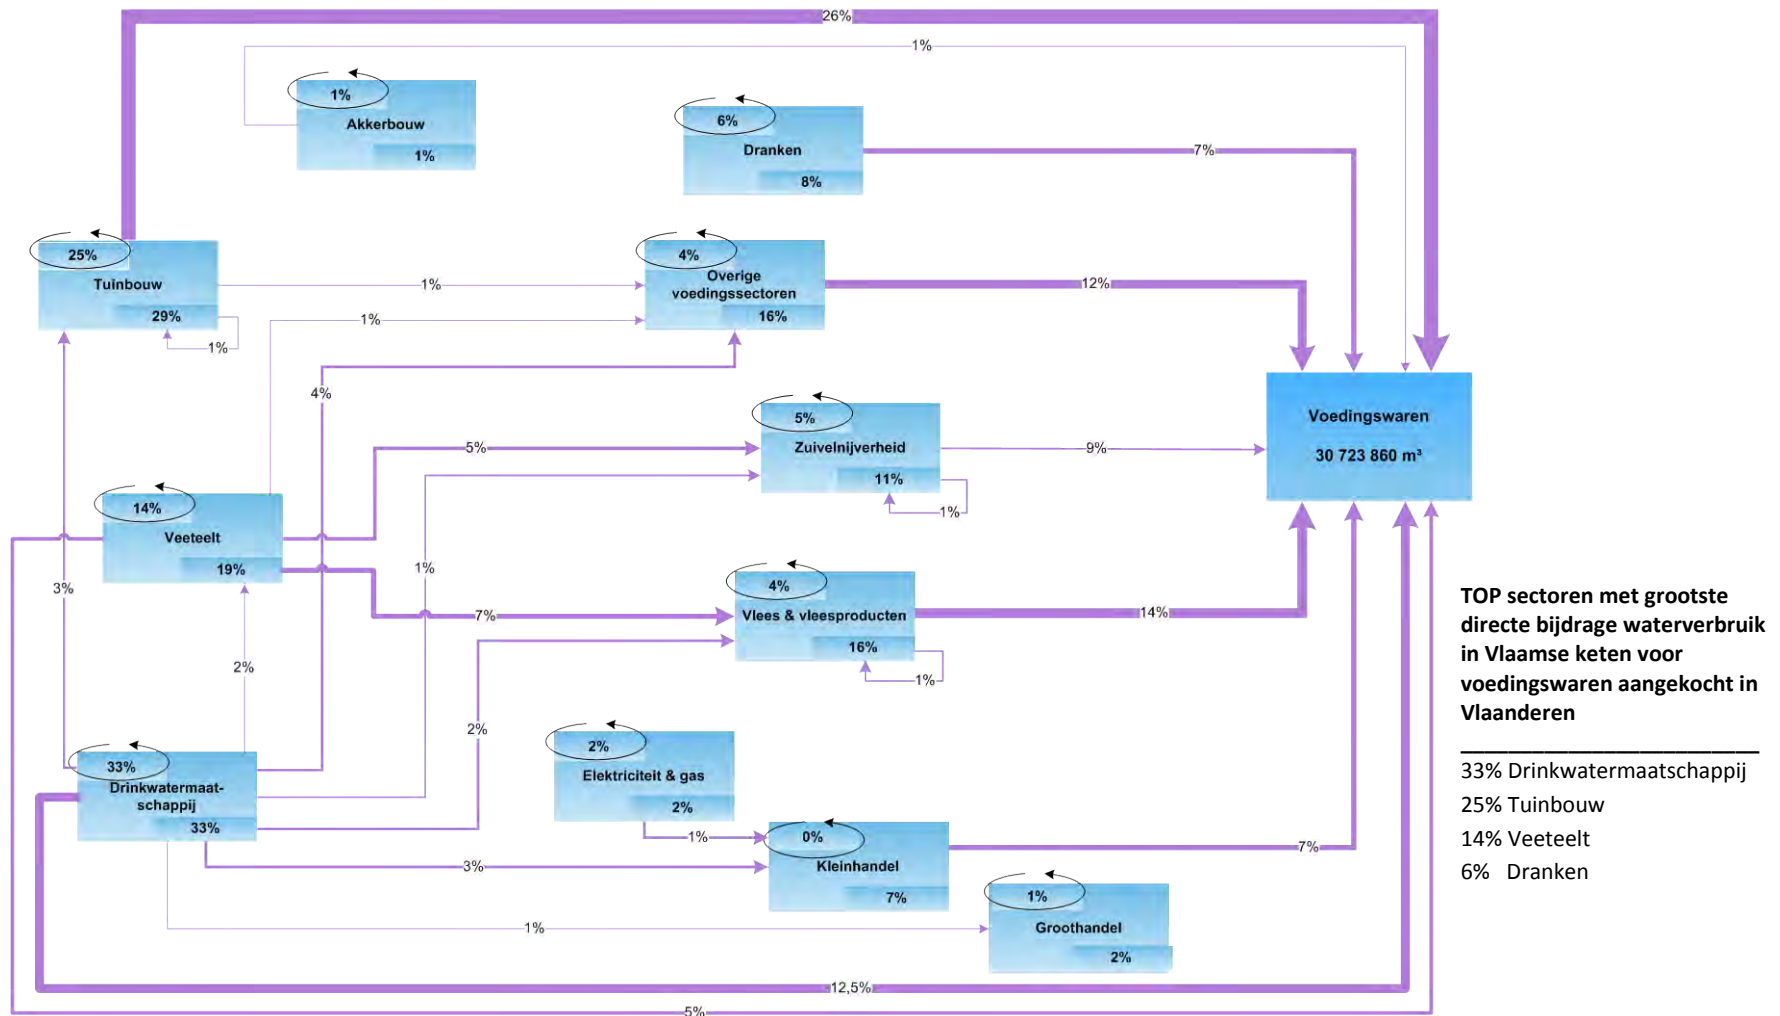 26%
1%
1%
Akkerbouw
1%
6%
Dranken
8%
7%
25%
Tuinbouw
29%
1%
1%
4%
Overige
voedingssectoren
16%
12%
1%
4%
5%
Zuivelnijverheid
11%
1%
9%
Voedingswaren
30 723 860 m³
5%
14%
Veeteelt
19%
3%
1%
2%
7%
4%
Vlees & vleesproducten
16%
1%
14%
2%
33%
Drinkwatermaat-
schappij
33%
2%
Elektriciteit & gas
2%
1%
3%
0%
Kleinhandel
7%
7%
1%
1%
Groothandel
2%
12,5%
5%
TOP sectoren met grootste
directe bijdrage waterverbruik
in Vlaamse keten voor
voedingswaren aangekocht in
Vlaanderen
33% Drinkwatermaatschappij
25% Tuinbouw
14% Veeteelt
6% Dranken